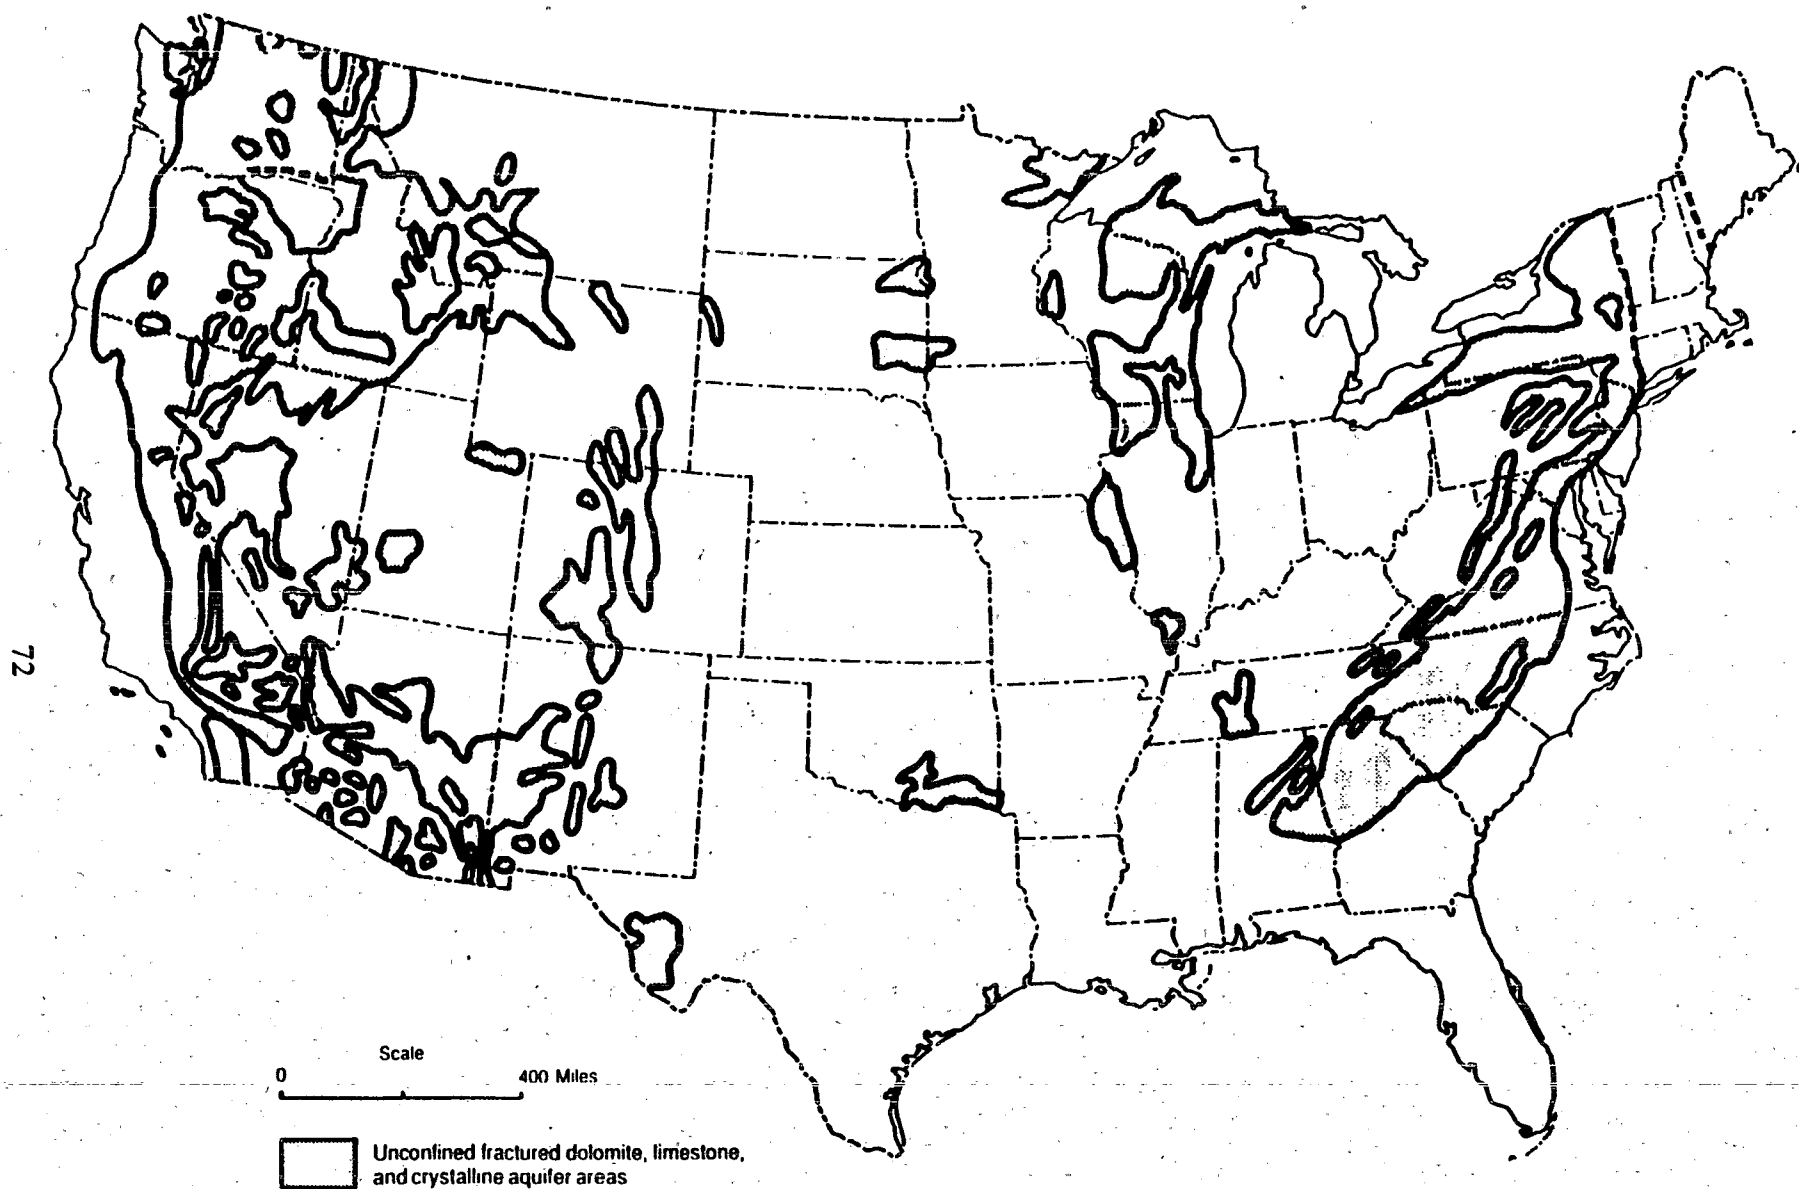 72
Scale
0 400 Miles
Unconfined fractured dolomite, limestone,
and crystalline aquifer areas